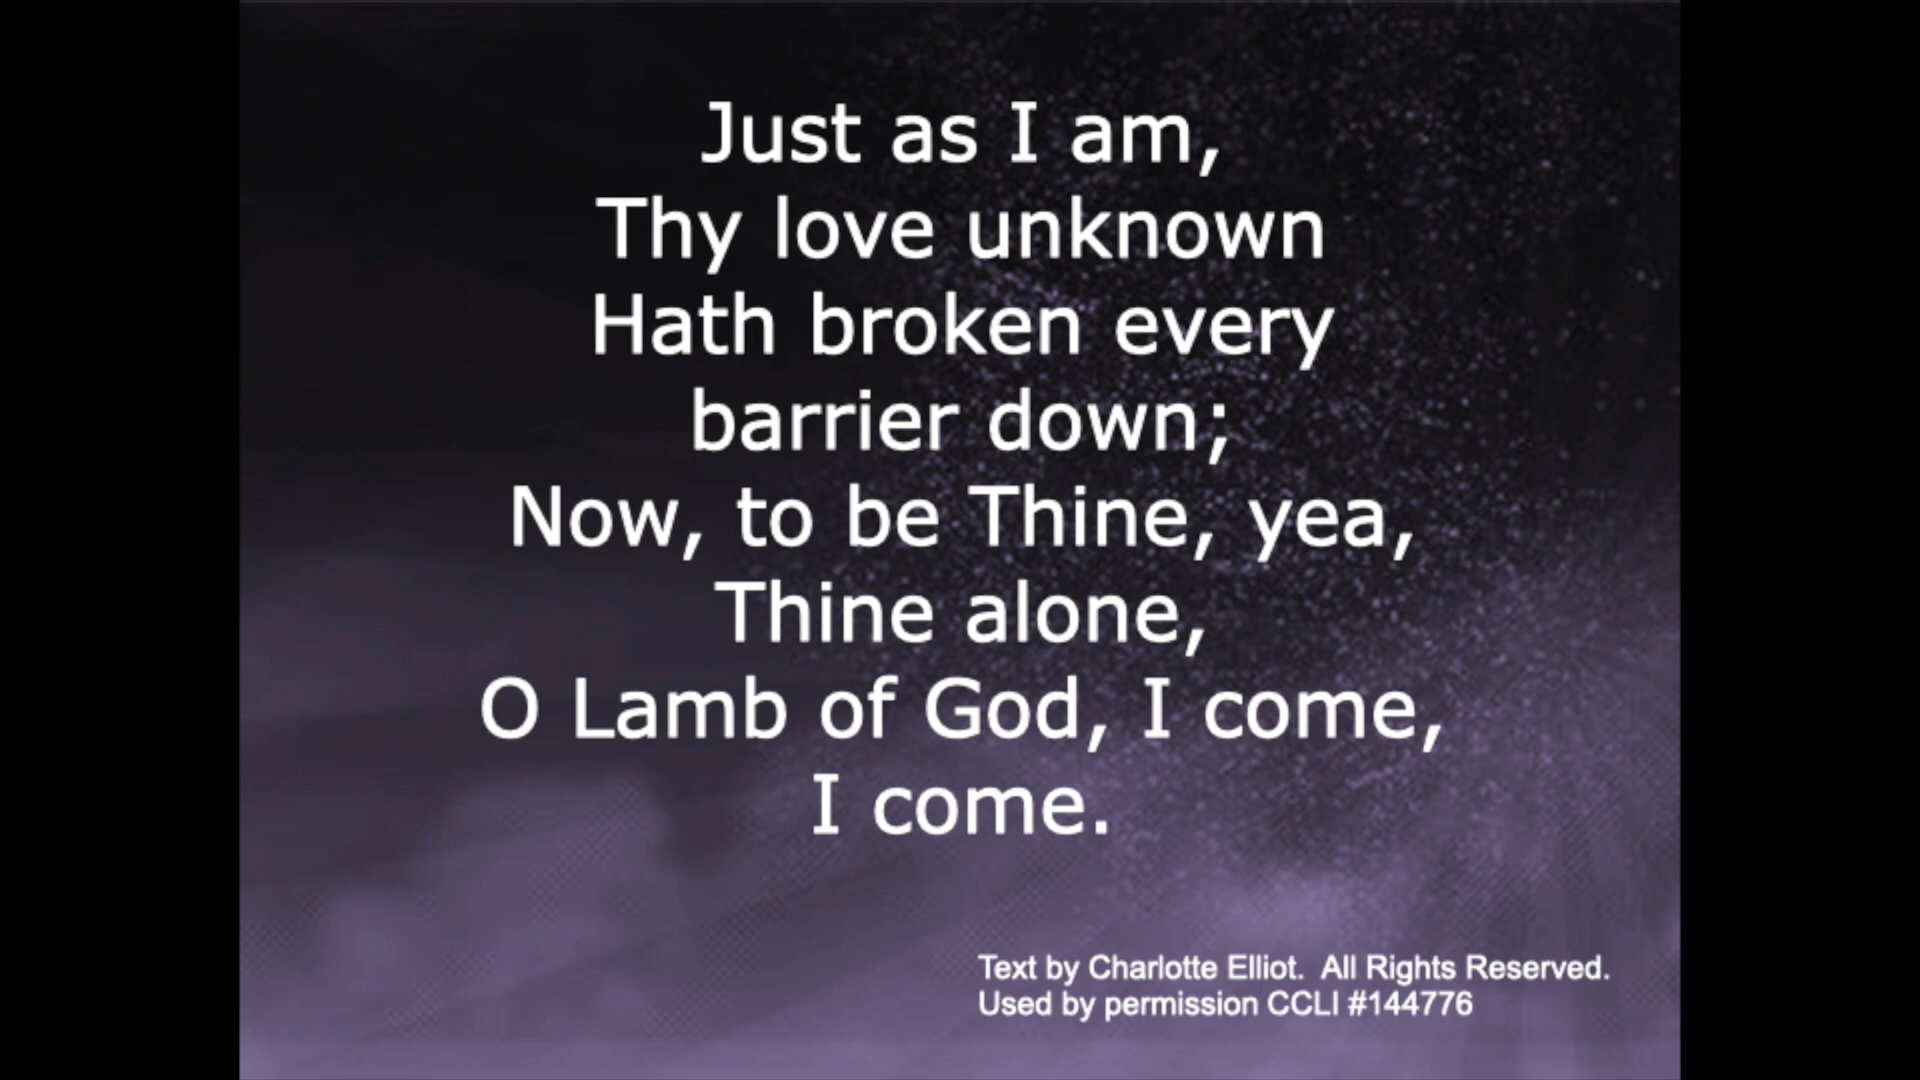 Just as I am,
Thy love unknown
Hath broken every
barrier down;
Now, to be Thine, yea,
Thine alone,
O Lamb of God, I come,
I come.
Text by Charlotte Elliot.  All Rights Reserved.
Used by permission CCLI #144776